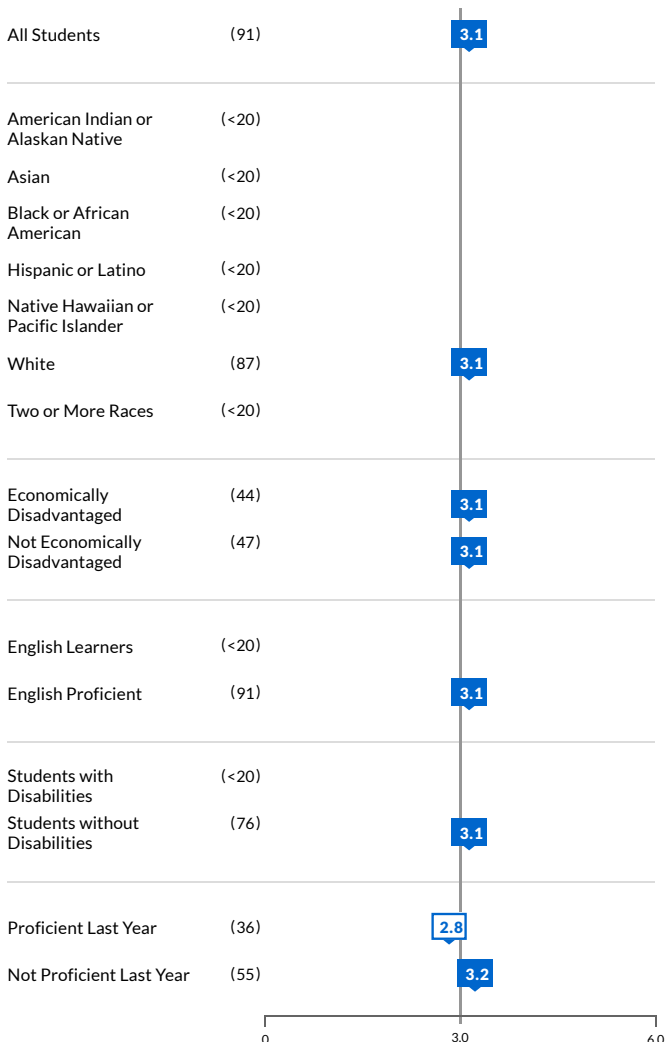 All Students (91) 3.1
American Indian or (<20)
Alaskan Native
Asian (<20)
Black or African (<20)
American
Hispanic or Latino (<20)
Native Hawaiian or (<20)
Pacific Islander
White (87) 3.1
Two or More Races (<20)
Economically (44) 3.1
Disadvantaged
Not Economically (47) 3.1
Disadvantaged
English Learners (<20)
English Proficient (91) 3.1
Students with (<20)
Disabilities
Students without (76) 3.1
Disabilities
Proficient Last Year (36) 2.8
Not Proficient Last Year (55) 3.2
0 3.0 6.0